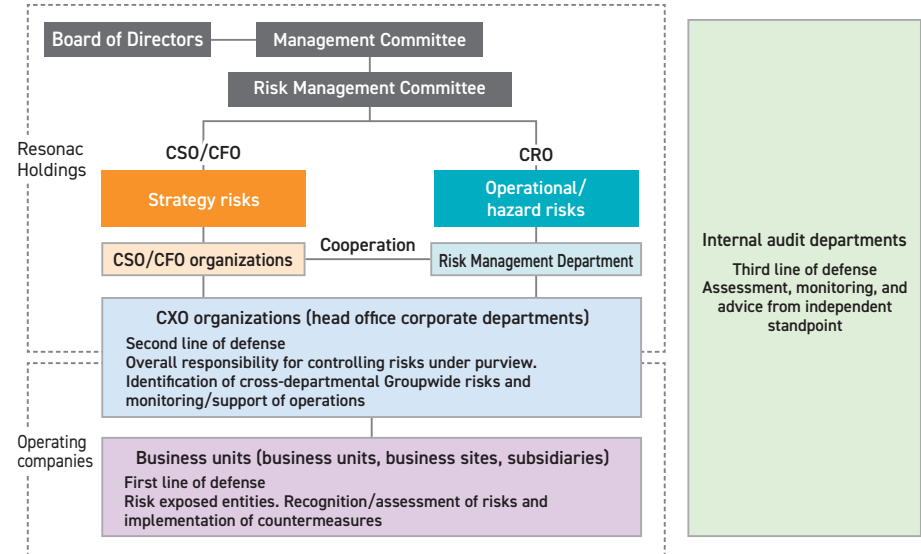 Board of Directors
Management Committee
Risk Management Committee
Resonac
Holdings
CSO/CFO
CRO
Strategy risks
Operational/
hazard risks
Cooperation
CSO/CFO organizations
Risk Management Department
CXO organizations (head office corporate departments)
Second line of defense
Overall responsibility for controlling risks under purview.
Identification of cross-departmental Groupwide risks and
monitoring/support of operations
Operating
companies
Business units (business units, business sites, subsidiaries)
First line of defense
Risk exposed entities. Recognition/assessment of risks and
implementation of countermeasures
Internal audit departments
Third line of defense
Assessment, monitoring, and
advice from independent
standpoint